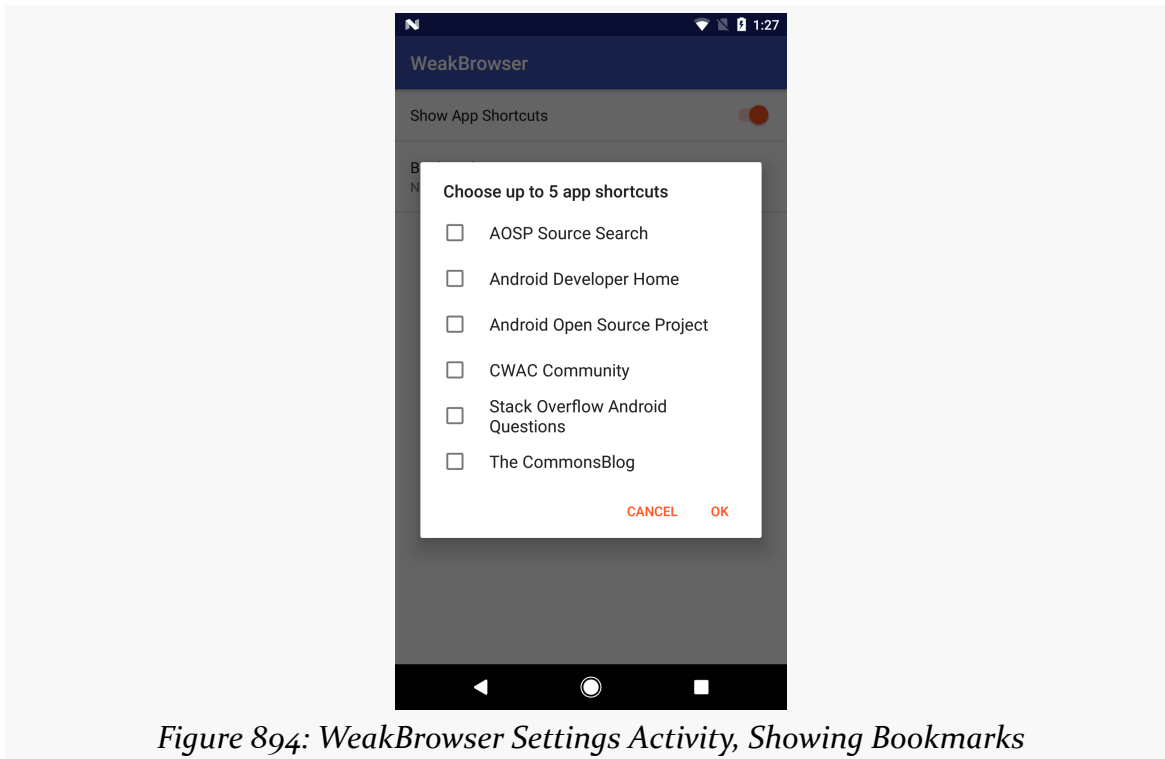 1:27
WeakBrowser
Show App Shortcuts
Choose up to 5 app shortcuts
AOSP Source Search
Android Developer Home
Android Open Source Project
CWAC Community
Stack Overflow Android
Questions
The CommonsBlog
CANCEL OK
Figure 894: WeakBrowser Settings Activity, Showing Bookmarks